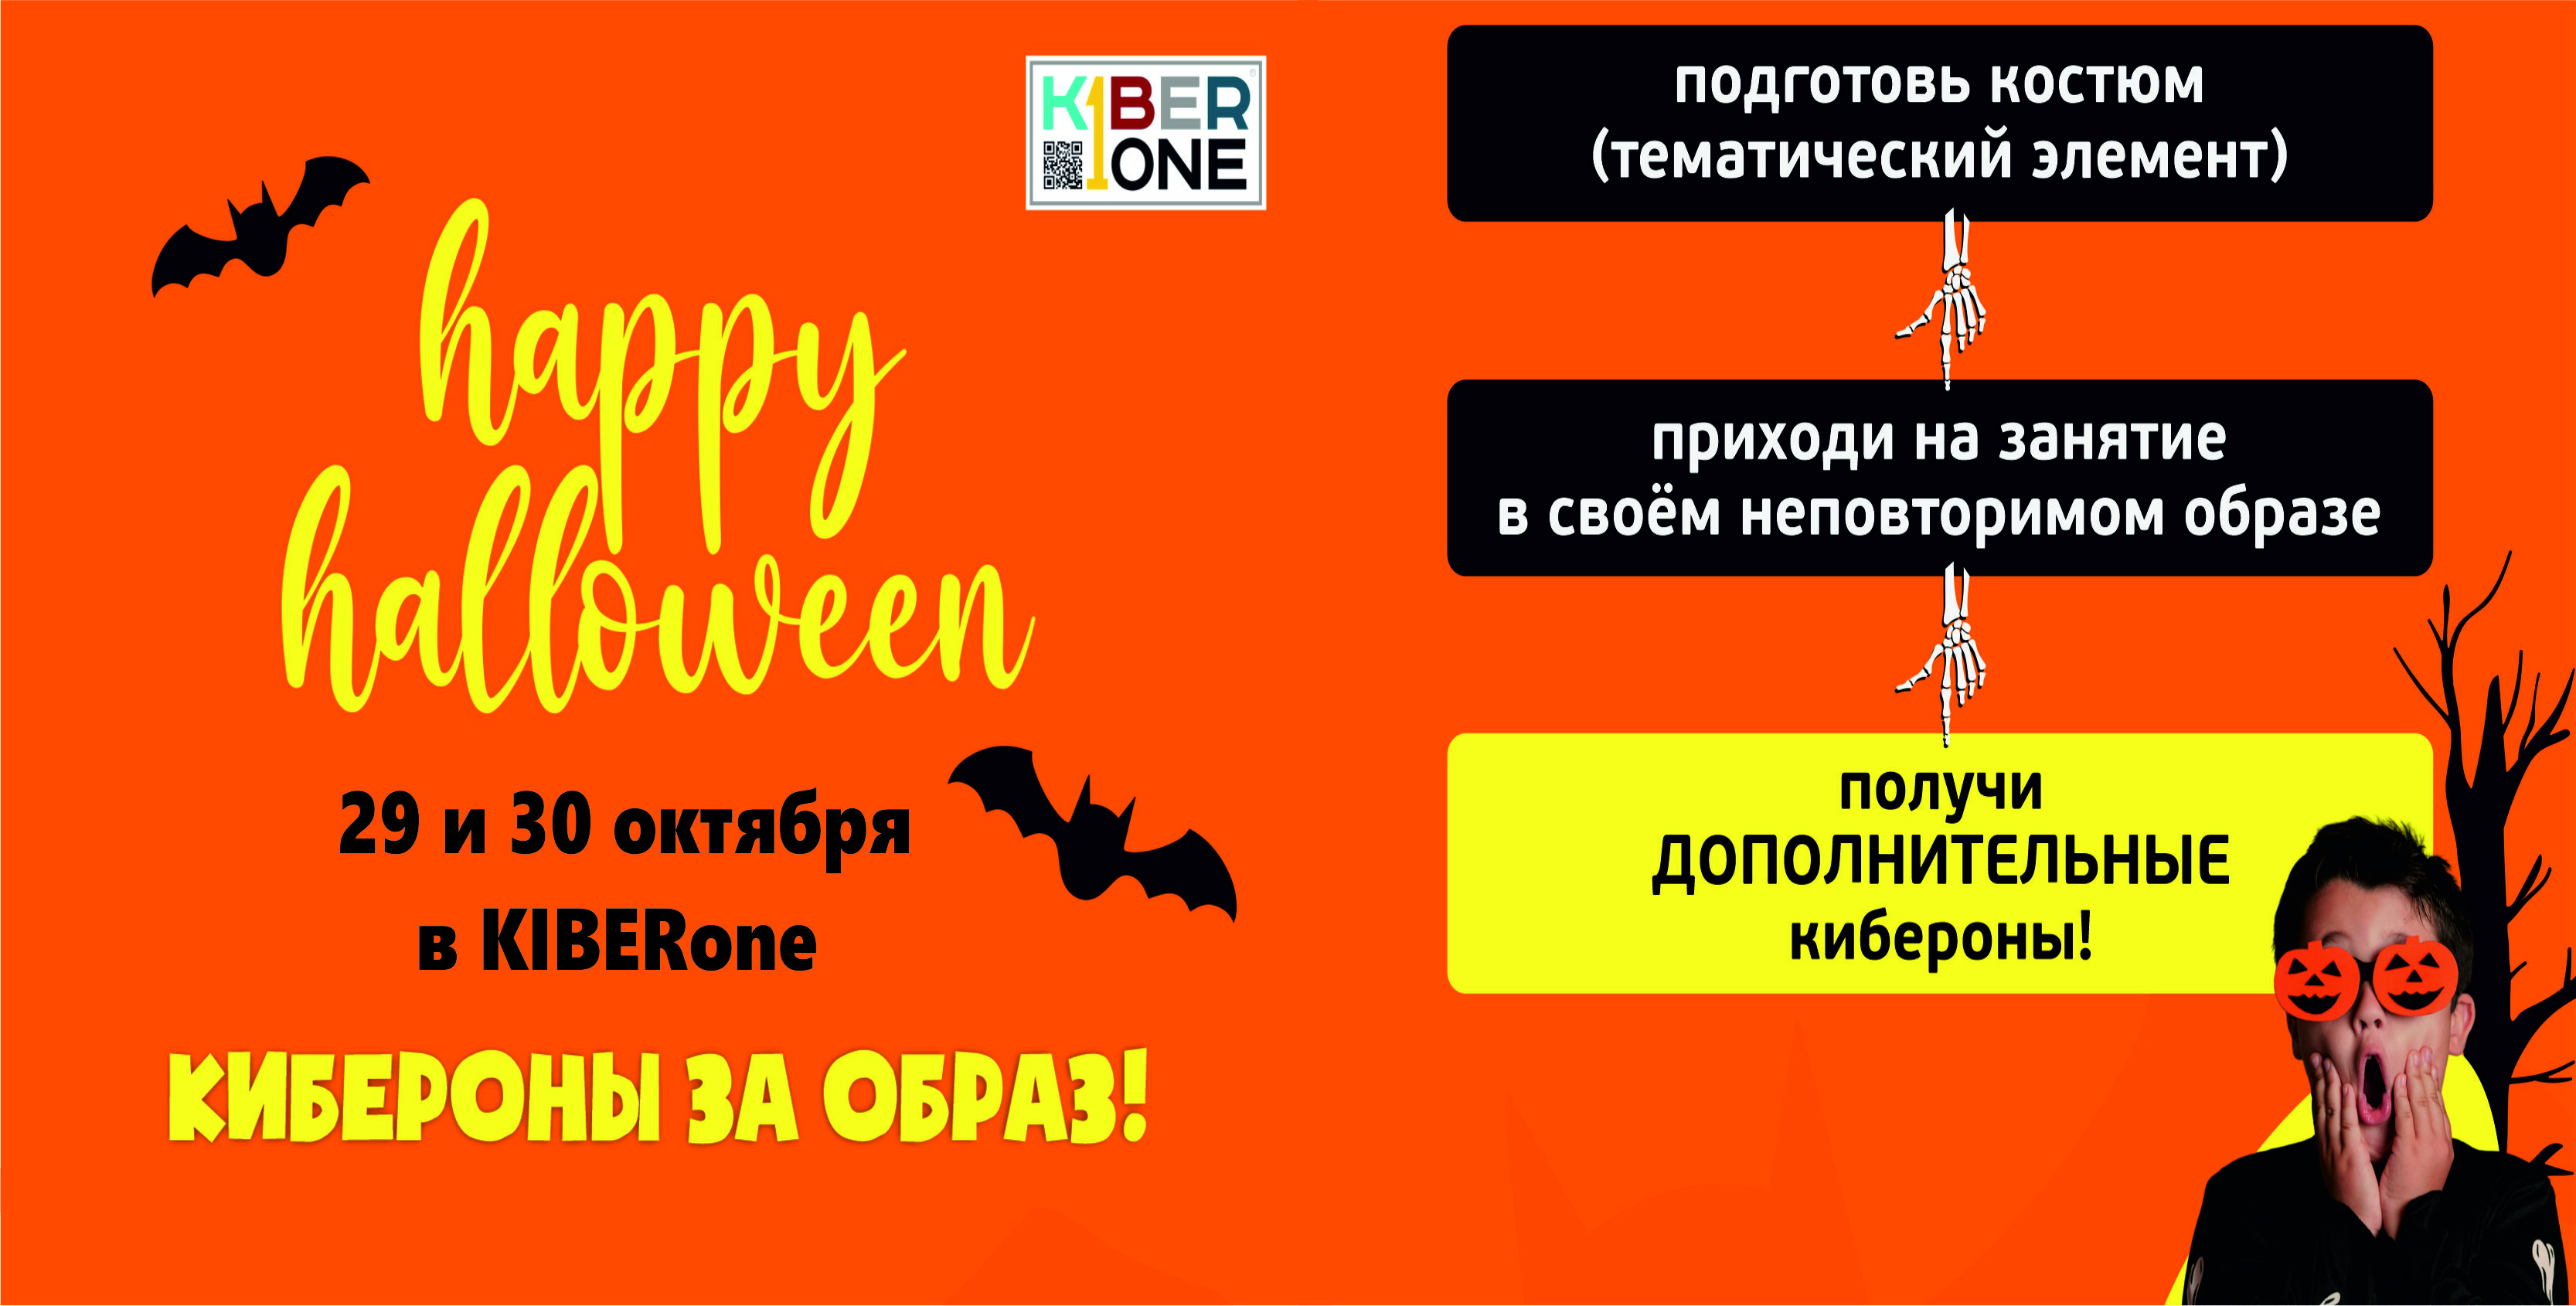 KIBER
ONE
happy
halloween
29 и 30 октября
в KIBERone
КИБЕРОНЫ ЗА ОБРАЗ!
подготовь костюм
(тематический элемент)
приходи на занятие
в своём неповторимом образе
получи
ДОПОЛНИТЕЛЬНЫЕ
кибероны!